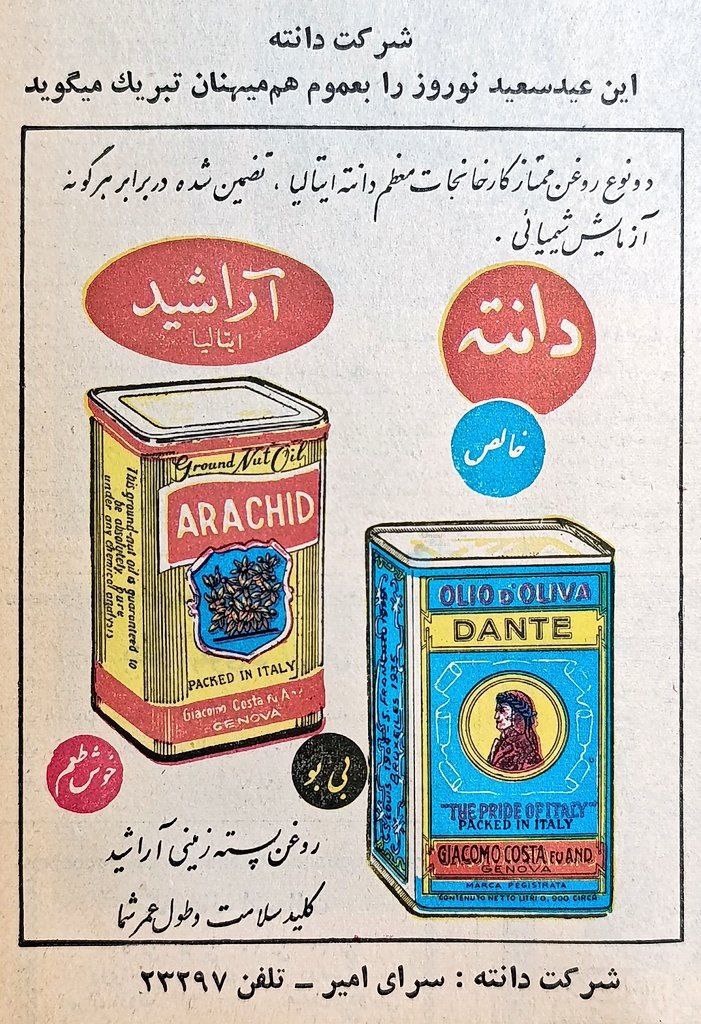 شرکت دانته
این عیدسعید نوروز را بعموم هم‌میهنان تبریك میگوید
دو نوع روغن ممتاز کارخانجات معظم دانته ایتالیا، تضمین شده در برابر هرگونه
آزمایش شیمیائی.
آراشید
ایتالیا
دانته
خالص
Ground Nut Oil
ARACHID
This ground-nut oil is guaranteed to
be absolutely pure
under any chemical analysis
PACKED IN ITALY
Giacomo Costa fu And
GENOVA
OLIO D'OLIVA
DANTE
"THE PRIDE OF ITALY"
PACKED IN ITALY
GIACOMO COSTA FU AND.
GENOVA
MARCA REGISTRATA
CONTENUTO NETTO LITRI 0,900 CIRCA
S. Francisco
BRUXELLES 1935
خوش طعم
بی بو
روغن پسته زمینی آراشید
کلید سلامت و طول عمر شما
شرکت دانته : سرای امیر ــ تلفن ۲۳۲۹۷